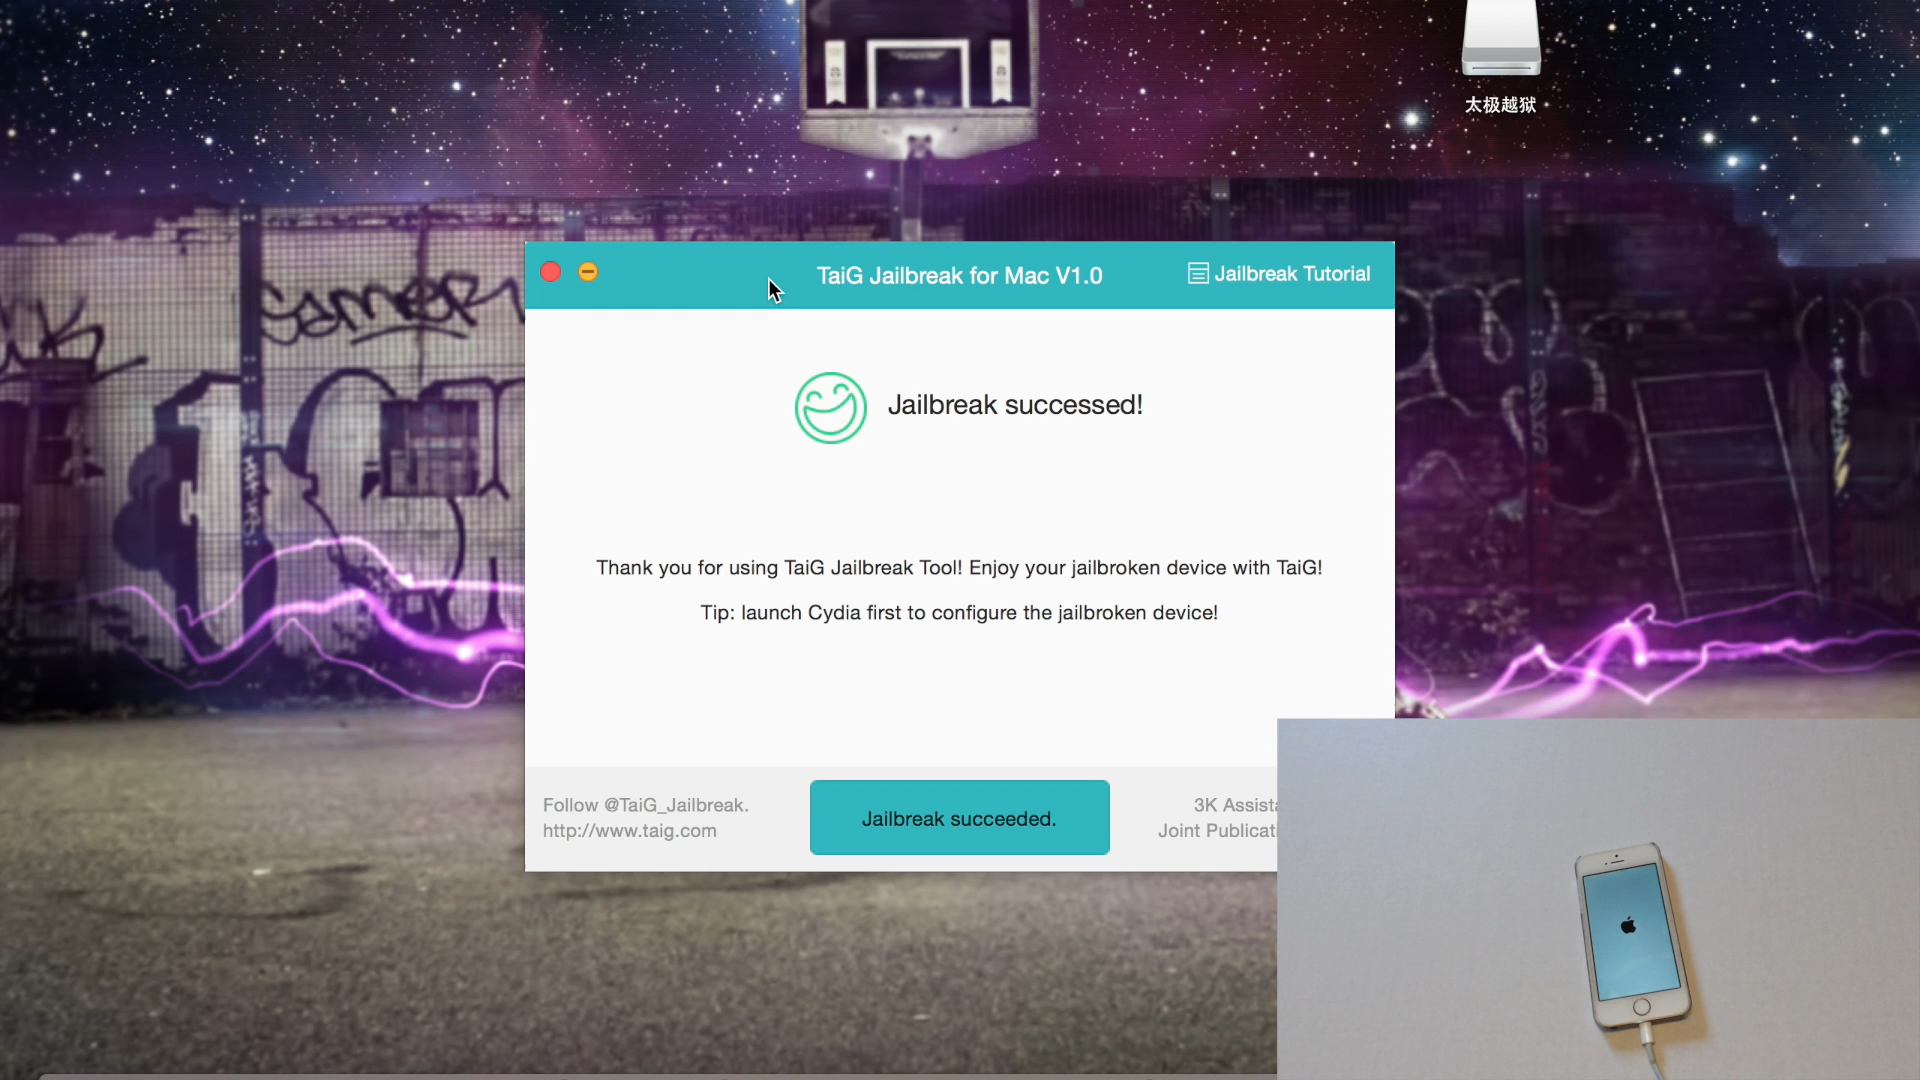 太极越狱
TaiG Jailbreak for Mac V1.0
Jailbreak Tutorial
Jailbreak successed!
Thank you for using TaiG Jailbreak Tool! Enjoy your jailbroken device with TaiG!
Tip: launch Cydia first to configure the jailbroken device!
Follow @TaiG_Jailbreak.
http://www.taig.com
Jailbreak succeeded.
3K
Joint